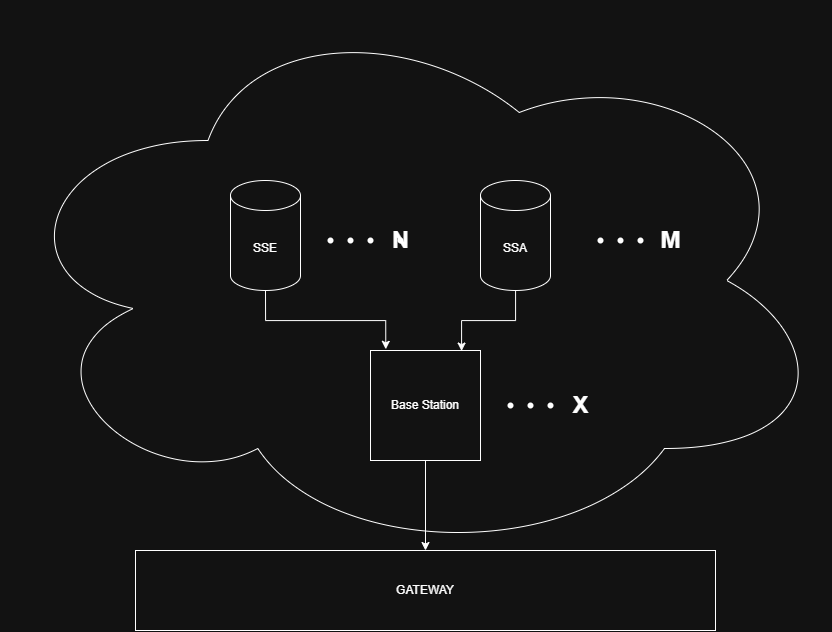 SSE
N
SSA
M
Base Station
X
GATEWAY